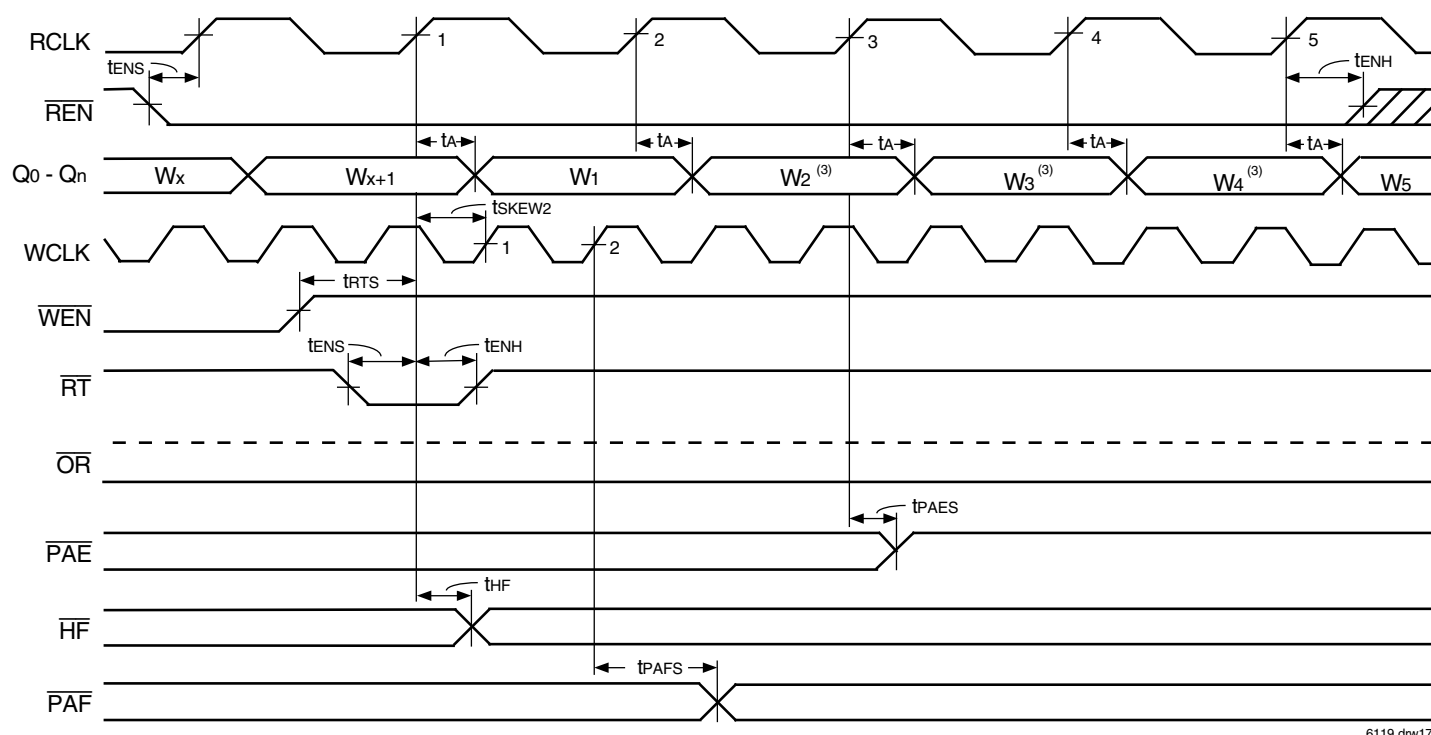 RCLK 1 2 3 4 5
tENS tENH
REN
tA tA tA tA tA
Q0 - Qn Wx Wx+1 W1 W2 (3) W3 (3) W4 (3) W5
tSKEW2
WCLK 1 2
tRTS
WEN
tENS tENH
RT
OR
tPAES
PAE
tHF
HF
tPAFS
PAF
6119 drw17